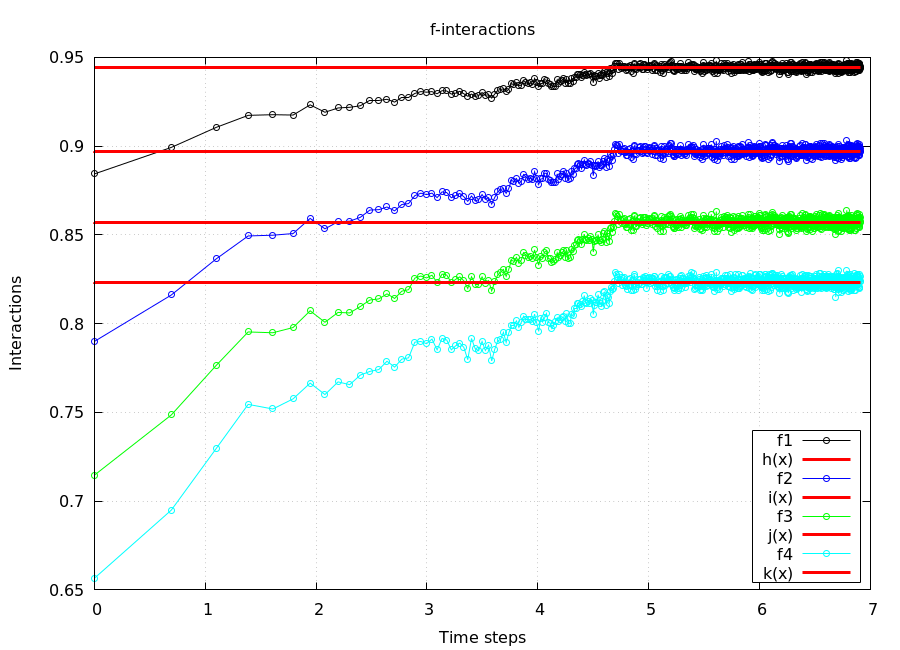 f-interactions
0.95
0.9
0.85
0.8
0.75
0.7
0.65
Interactions
0 1 2 3 4 5 6 7
Time steps
f1
h(x)
f2
i(x)
f3
j(x)
f4
k(x)